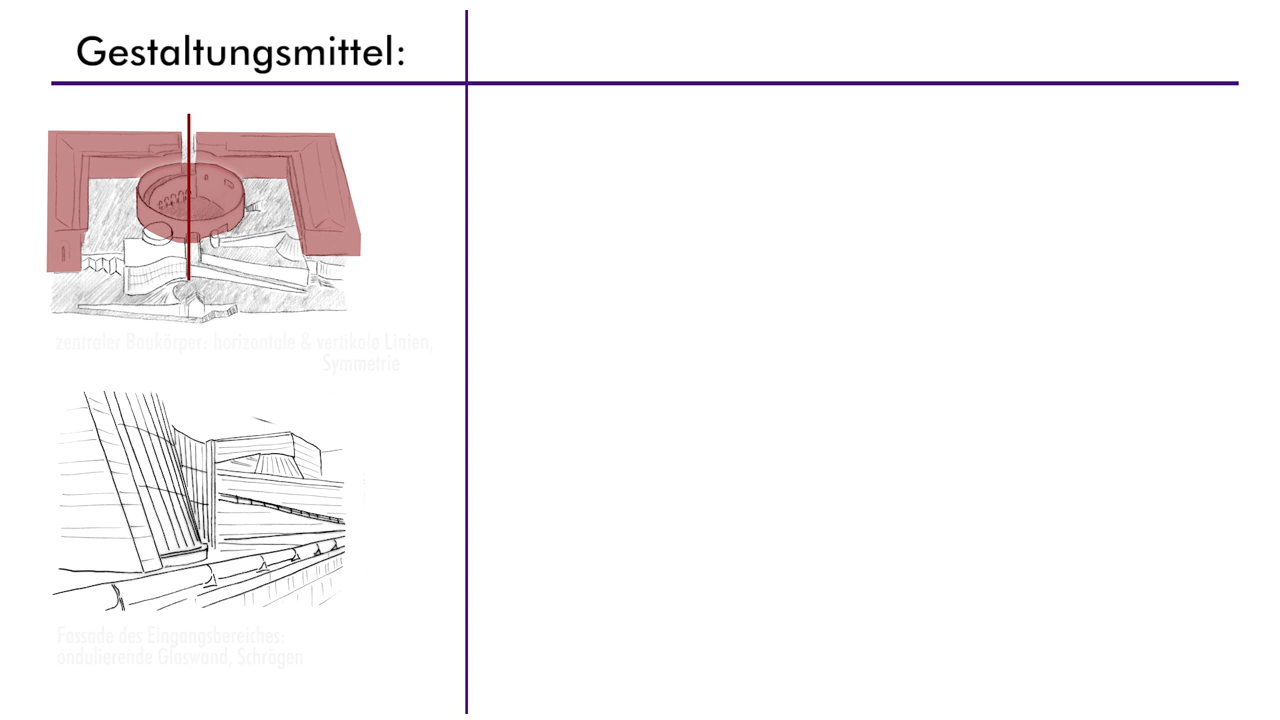 Gestaltungsmittel:
zentraler Baukörper: horizontale & vertikale Linien,
Symmetrie
Fassade des Eingangsbereiches:
ondulierende Glaswand, Schrägen